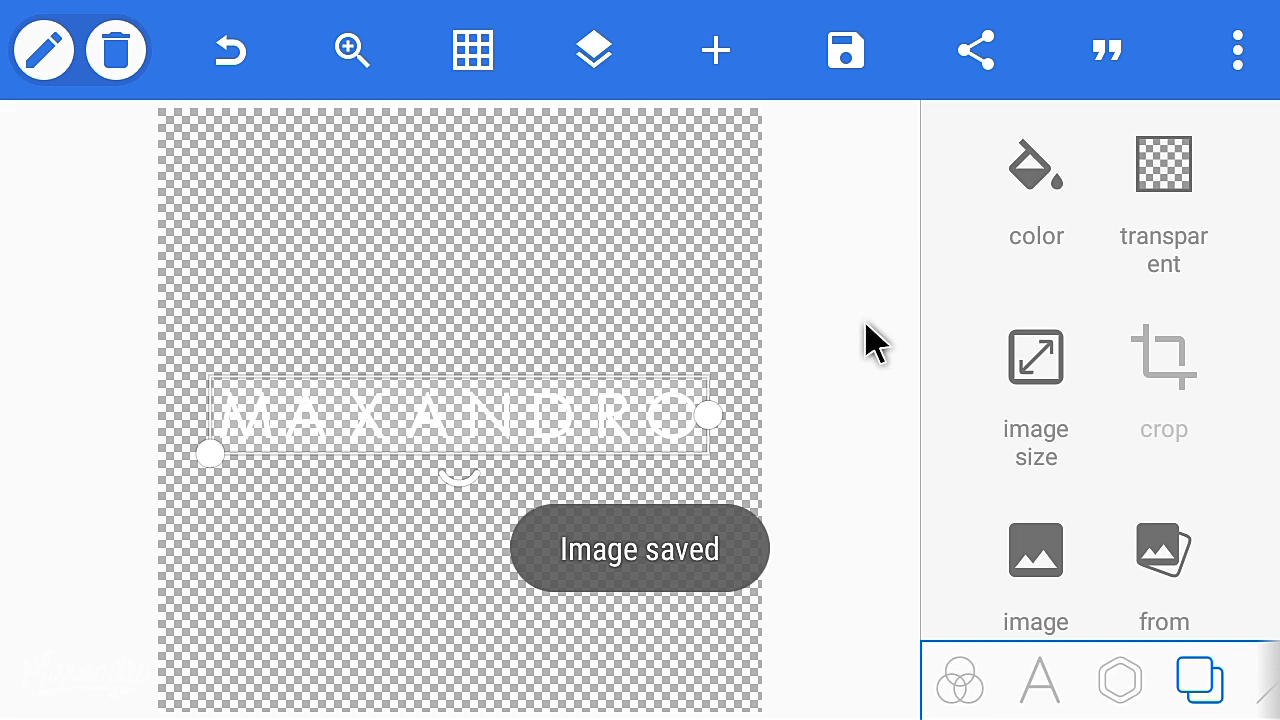 color
transpar
ent
image
size
crop
MAXANDRO
Image saved
image
from